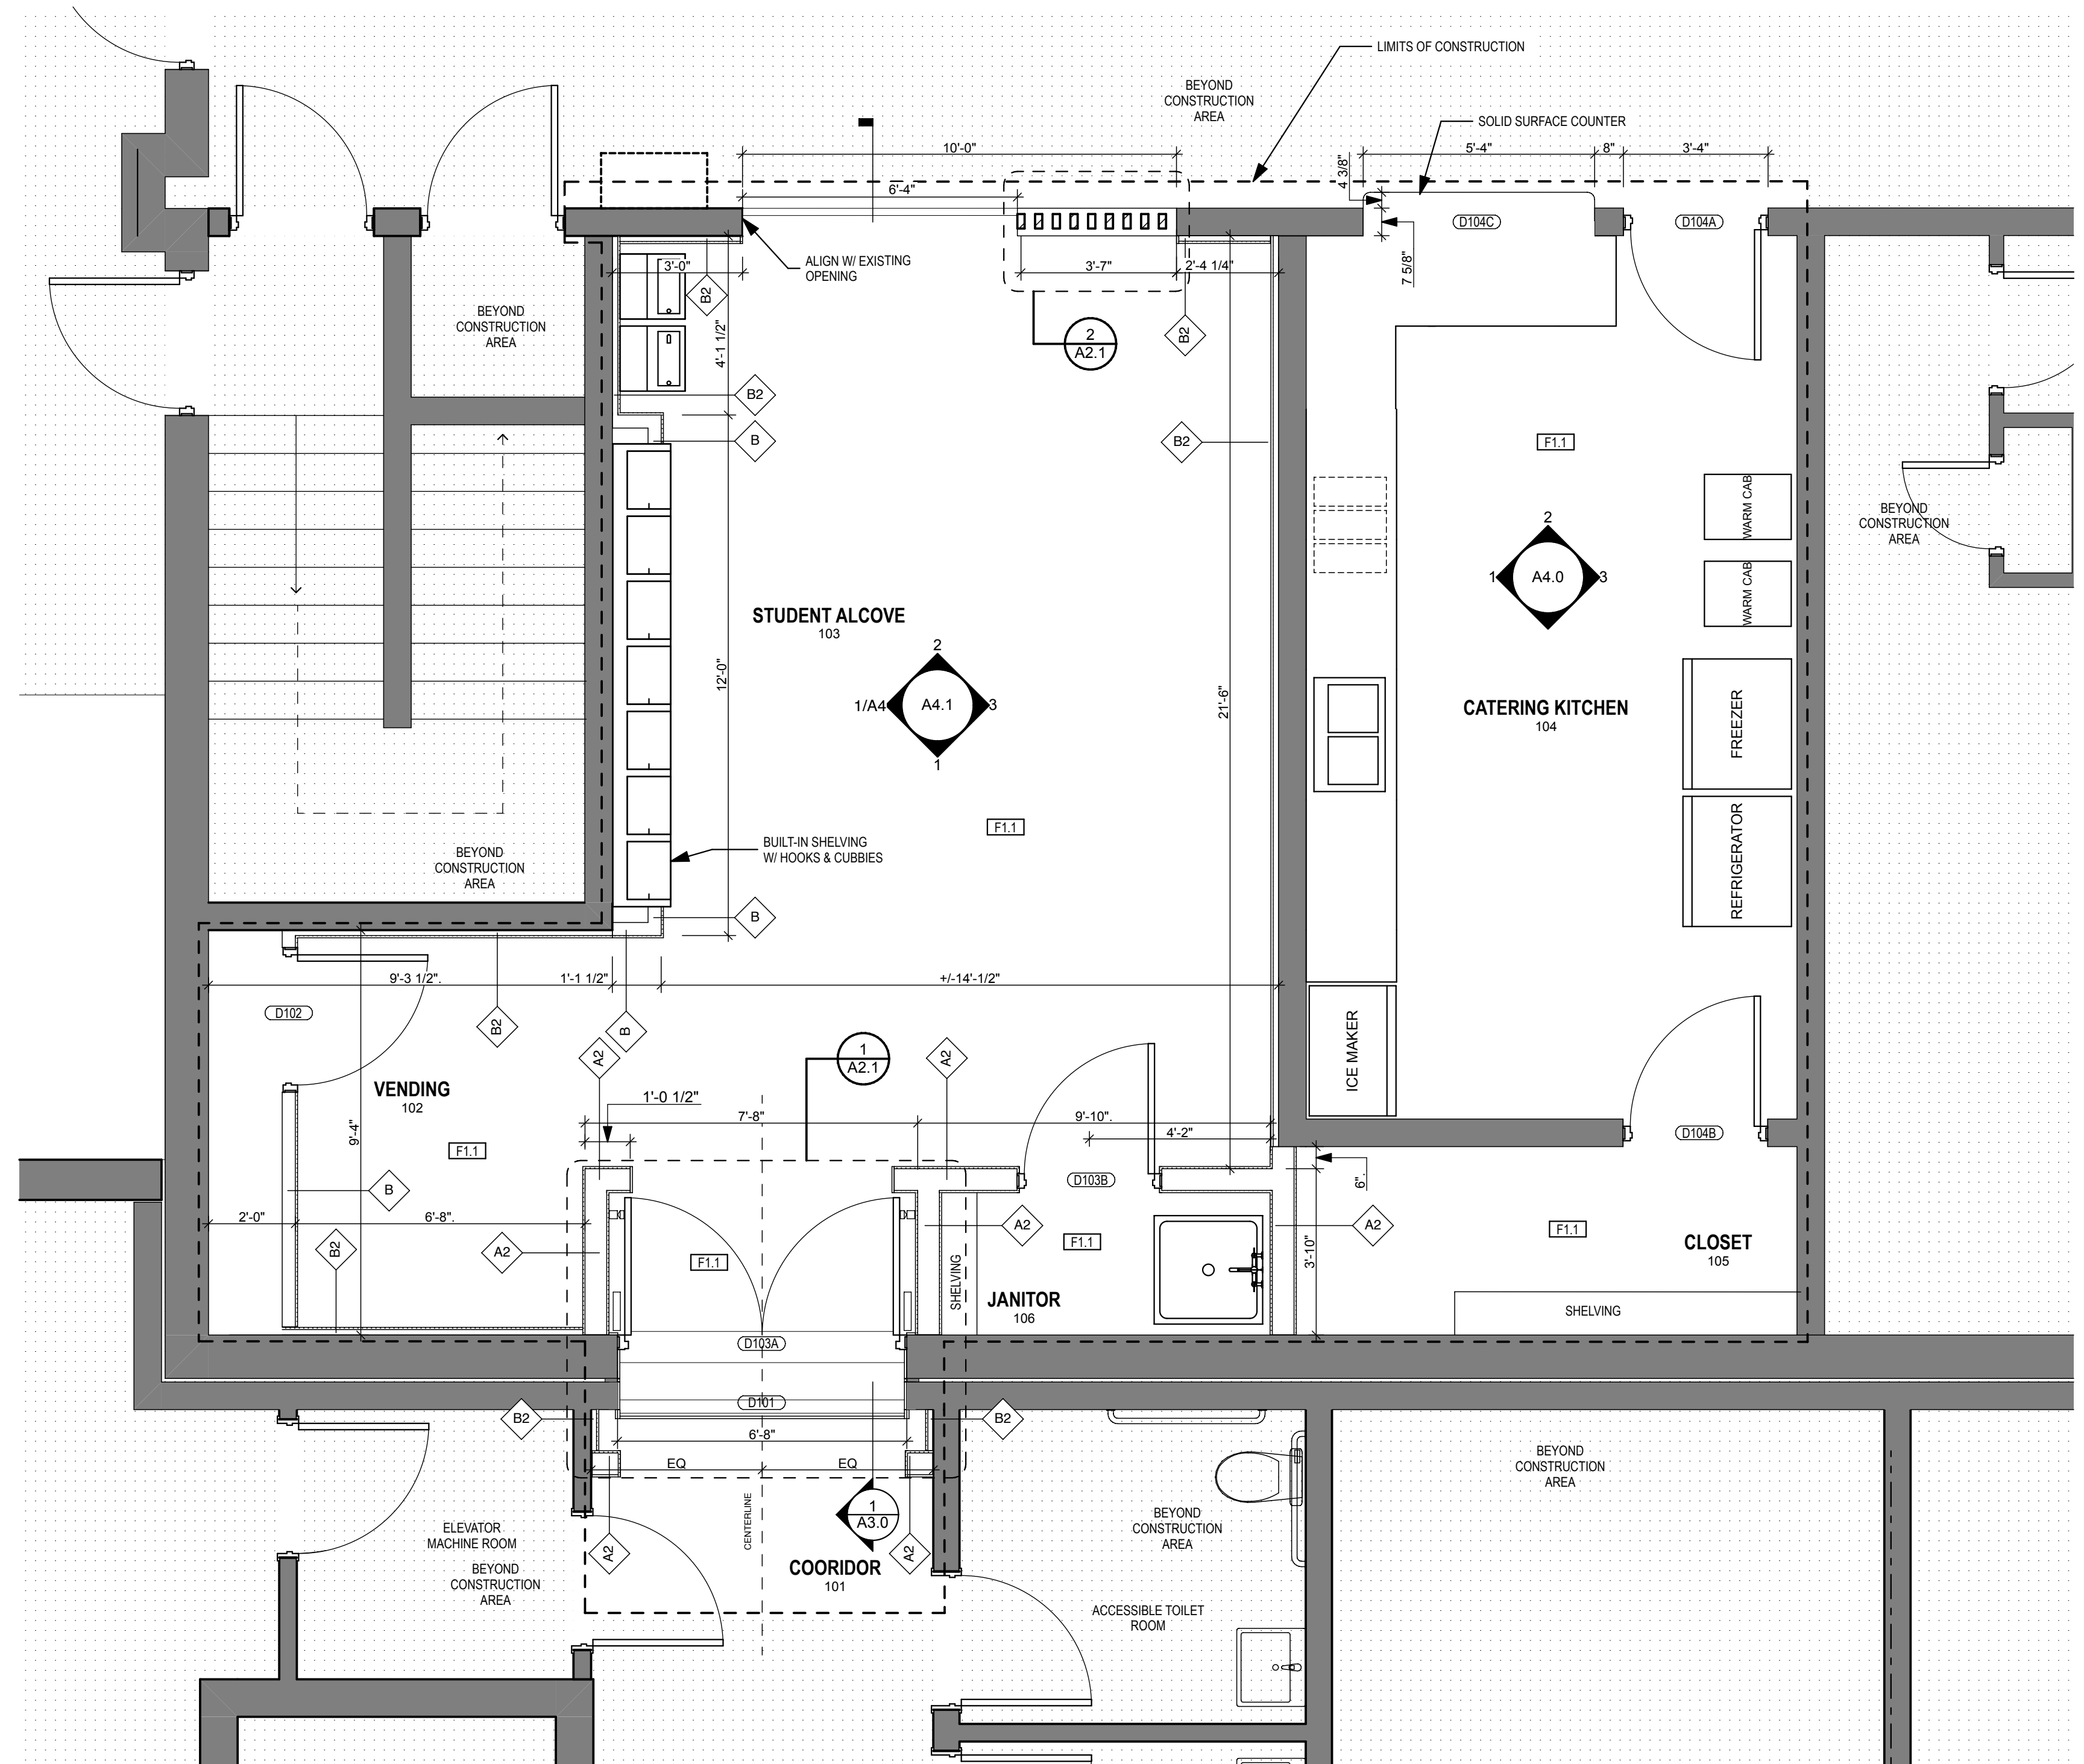 LIMITS OF CONSTRUCTION
BEYOND
CONSTRUCTION
AREA
SOLID SURFACE COUNTER
10'-0"
5'-4"
8"
3'-4"
4 3/8"
6'-4"
D104C
D104A
ALIGN W/ EXISTING
OPENING
3'-0"
3'-7"
2'-4 1/4"
7 5/8"
B2
BEYOND
CONSTRUCTION
AREA
4'-1 1/2"
2
A2.1
B2
B2
B
B2
F1.1
WARM CAB
BEYOND
CONSTRUCTION
AREA
2
1
A4.0
3
WARM CAB
STUDENT ALCOVE
103
2
1/A4
A4.1
3
1
12'-0"
21'-6"
CATERING KITCHEN
104
FREEZER
F1.1
REFRIGERATOR
BUILT-IN SHELVING
W/ HOOKS & CUBBIES
BEYOND
CONSTRUCTION
AREA
B
9'-3 1/2".
1'-1 1/2"
+/-14'-1/2"
D102
B2
B
A2
1
A2.1
A2
ICE MAKER
VENDING
102
1'-0 1/2"
7'-8"
9'-10".
4'-2"
9'-4"
F1.1
D104B
D103B
6".
B
2'-0"
6'-8".
B2
A2
F1.1
A2
F1.1
A2
F1.1
3'-10"
CLOSET
105
SHELVING
JANITOR
106
SHELVING
D103A
D101
B2
B2
6'-8"
EQ
EQ
BEYOND
CONSTRUCTION
AREA
CENTERLINE
1
A3.0
ELEVATOR
MACHINE ROOM
BEYOND
CONSTRUCTION
AREA
A2
A2
COORIDOR
101
BEYOND
CONSTRUCTION
AREA
ACCESSIBLE TOILET
ROOM